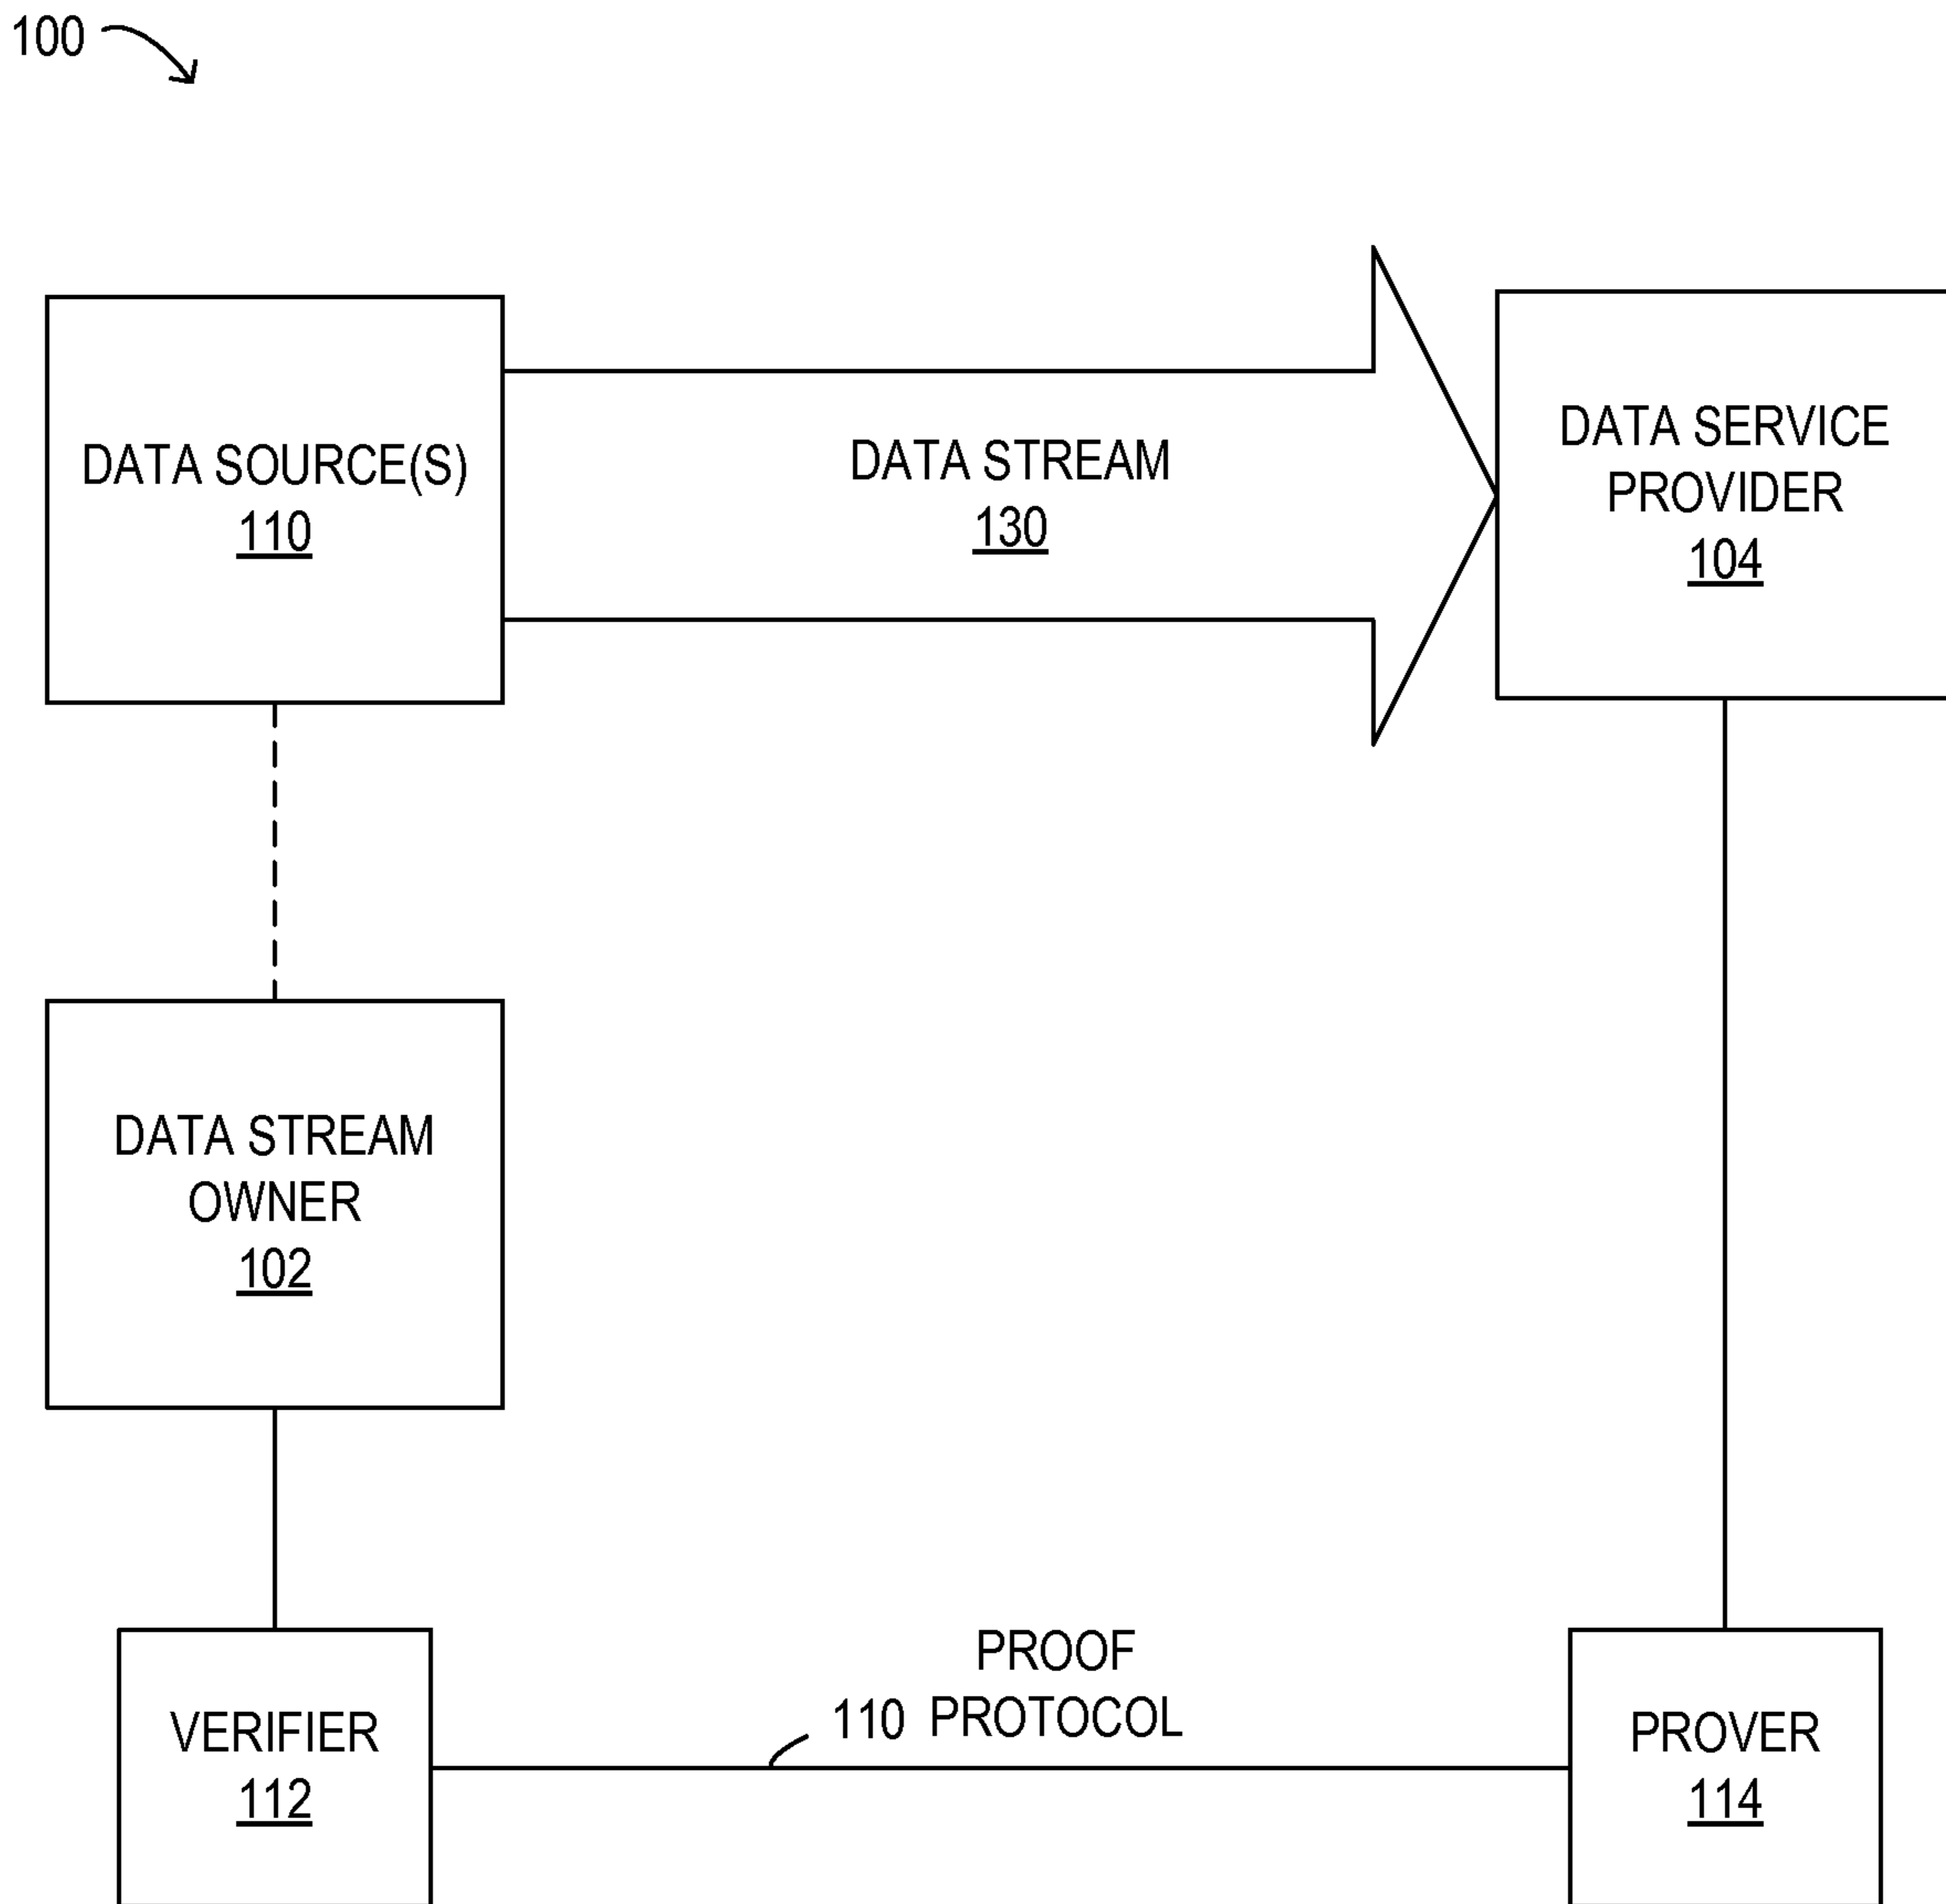 100
DATA SOURCE(S)
110
DATA STREAM
130
DATA SERVICE
PROVIDER
104
DATA STREAM
OWNER
102
VERIFIER
112
PROOF
110 PROTOCOL
PROVER
114